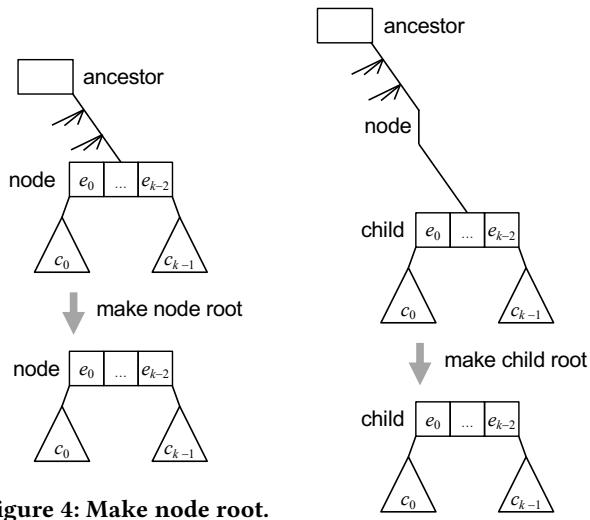 ancestor
node
e0 ... ek–2
c0 ck –1
make node root
node
e0 ... ek–2
c0 ck –1
igure 4: Make node root.
ancestor
node
child
e0 ... ek–2
c0 ck –1
make child root
child
e0 ... ek–2
c0 ck –1